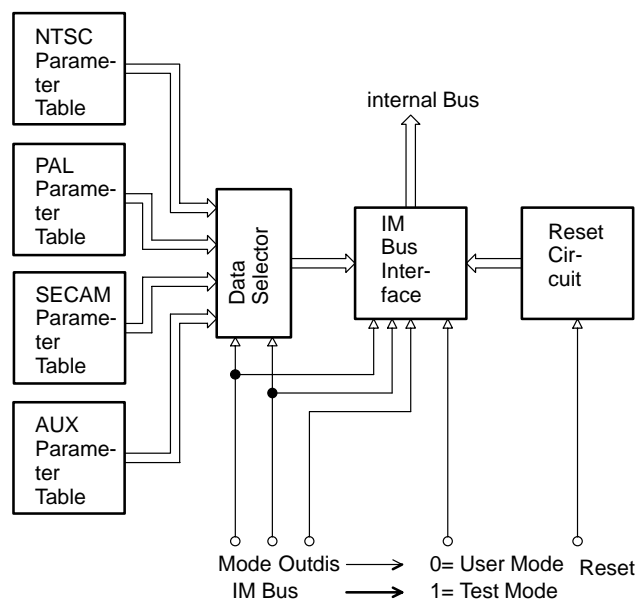 NTSC
Parame-
ter
Table
internal Bus
PAL
Parame-
ter
Table
Data
Selector
IM
Bus
Inter-
face
Reset
Cir-
cuit
SECAM
Parame-
ter
Table
AUX
Parame-
ter
Table
Mode Outdis 0= User Mode Reset
IM Bus 1= Test Mode